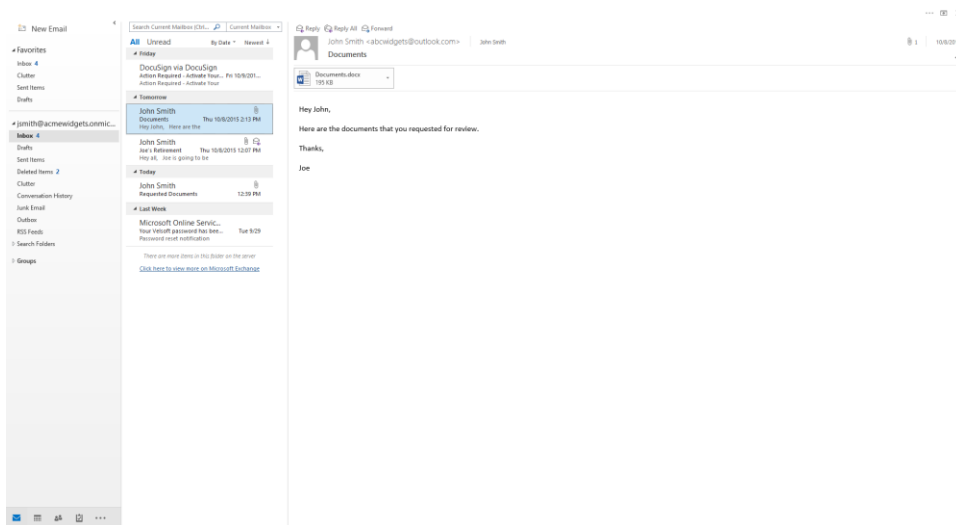 New Email
Favorites
Inbox 4
Clutter
Sent Items
Drafts
jsmith@acmewidgets.onmic...
Inbox 4
Drafts
Sent Items
Deleted Items 2
Clutter
Conversation History
Junk Email
Outbox
RSS Feeds
Search Folders
Groups
Search Current Mailbox (Ctrl... Current Mailbox
All Unread By Date Newest
Friday
DocuSign via DocuSign
Action Required - Activate Your... Fri 10/9/201...
Action Required - Activate Your
Tomorrow
John Smith
Documents Thu 10/8/2015 2:13 PM
Hey John, Here are the
John Smith
Joe's Retirement Thu 10/8/2015 12:07 PM
Hey all, Joe is going to be
Today
John Smith
Requested Documents 12:39 PM
Last Week
Microsoft Online Servic...
Your Velsoft password has bee... Tue 9/29
Password reset notification
There are more items in this folder on the server
Click here to view more on Microsoft Exchange
Reply Reply All Forward
John Smith <abcwidgets@outlook.com> John Smith
1 10/8/20
Documents
Documents.docx
195 KB
Hey John,
Here are the documents that you requested for review.
Thanks,
Joe